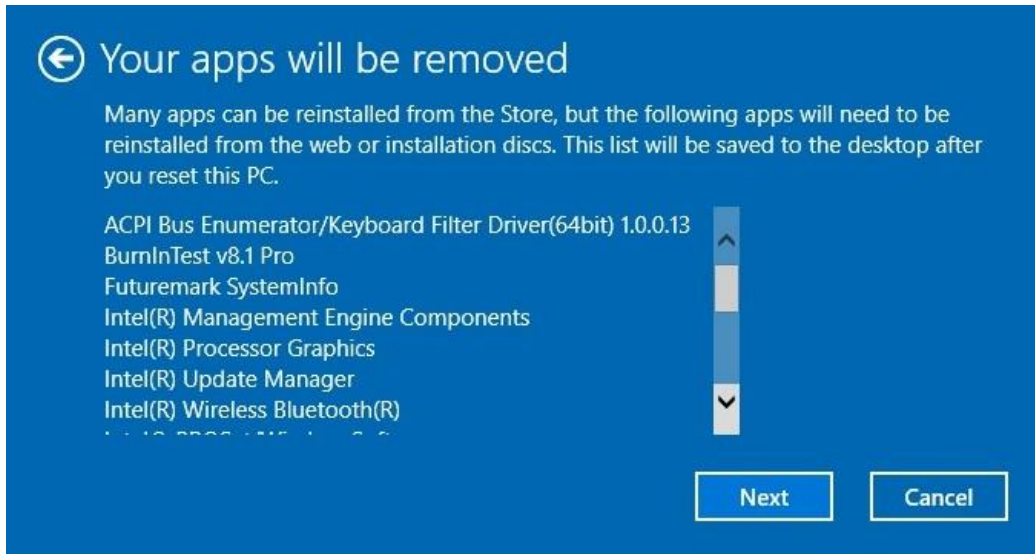 Your apps will be removed
Many apps can be reinstalled from the Store, but the following apps will need to be
reinstalled from the web or installation discs. This list will be saved to the desktop after
you reset this PC.
ACPI Bus Enumerator/Keyboard Filter Driver(64bit) 1.0.0.13
BurnInTest v8.1 Pro
Futuremark SystemInfo
Intel(R) Management Engine Components
Intel(R) Processor Graphics
Intel(R) Update Manager
Intel(R) Wireless Bluetooth(R)
Next
Cancel